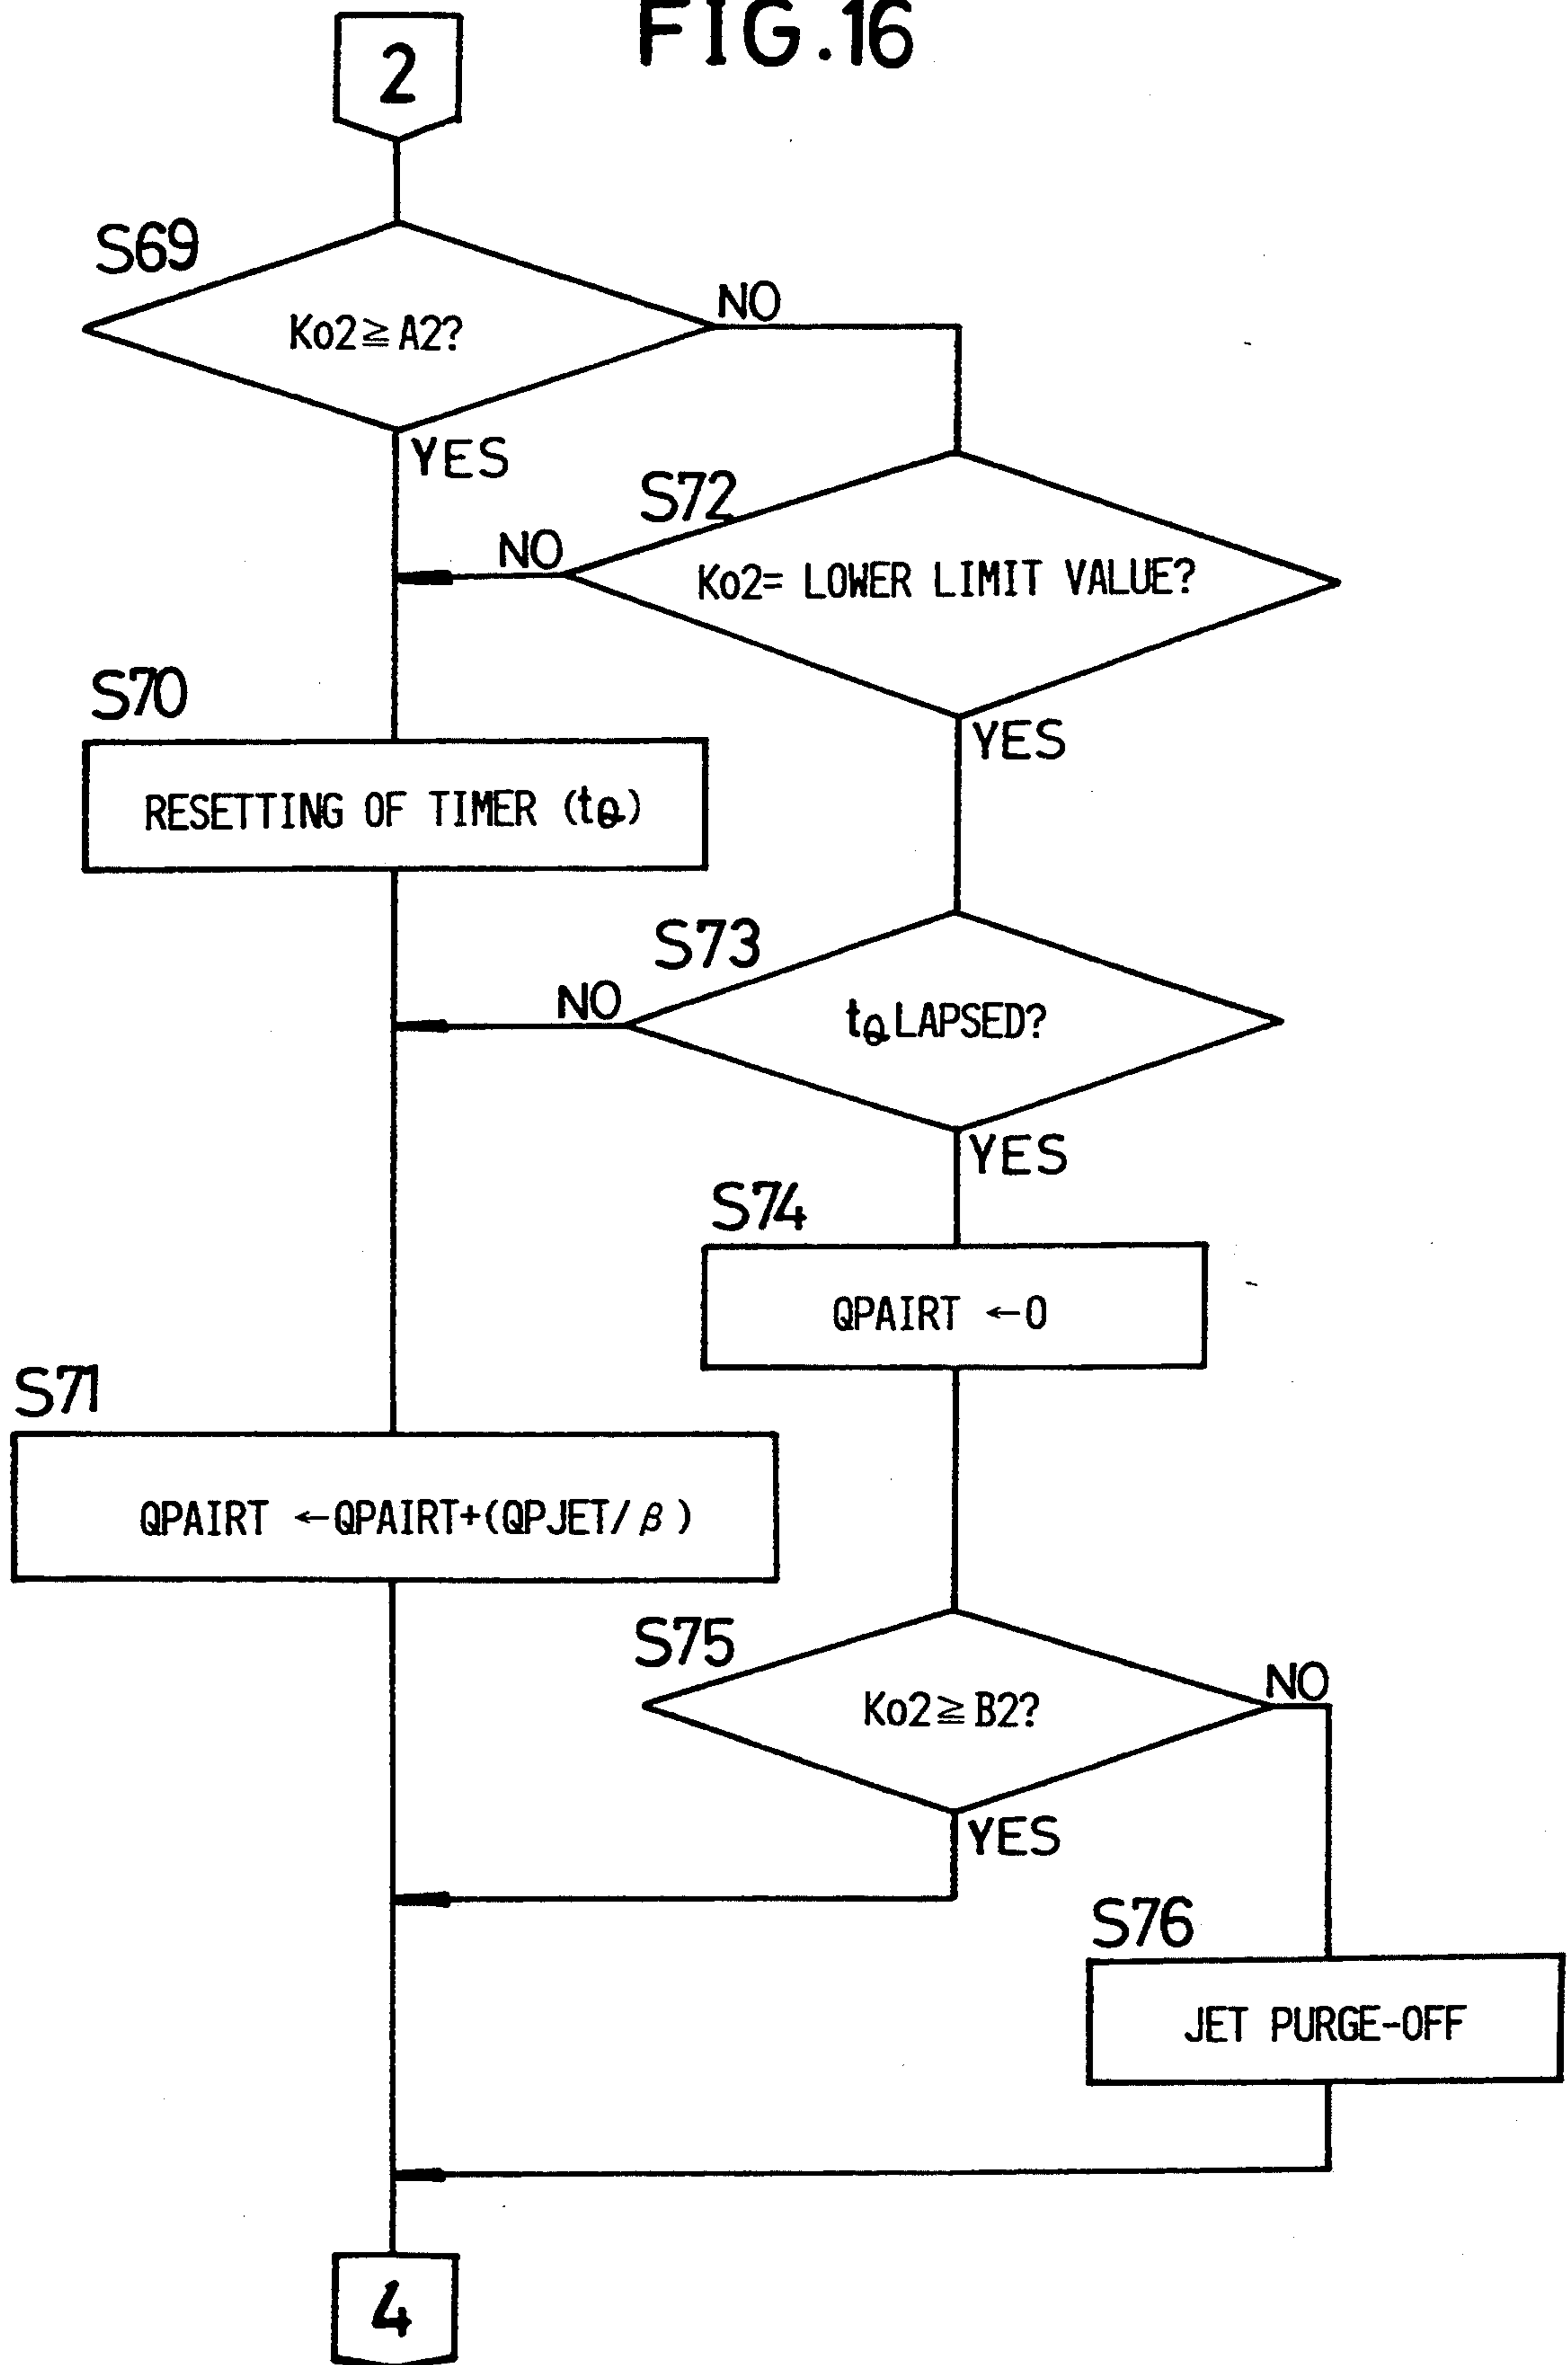 FIG.16
2
S69
Ko2≧A2?
NO
YES
S72
NO
Ko2= LOWER LIMIT VALUE?
YES
S70
RESETTING OF TIMER (tQ)
S73
NO
tQ LAPSED?
YES
S74
QPAIRT ←0
S71
QPAIRT ←QPAIRT+(QPJET/β)
S75
Ko2≧B2?
NO
YES
S76
JET PURGE-OFF
4